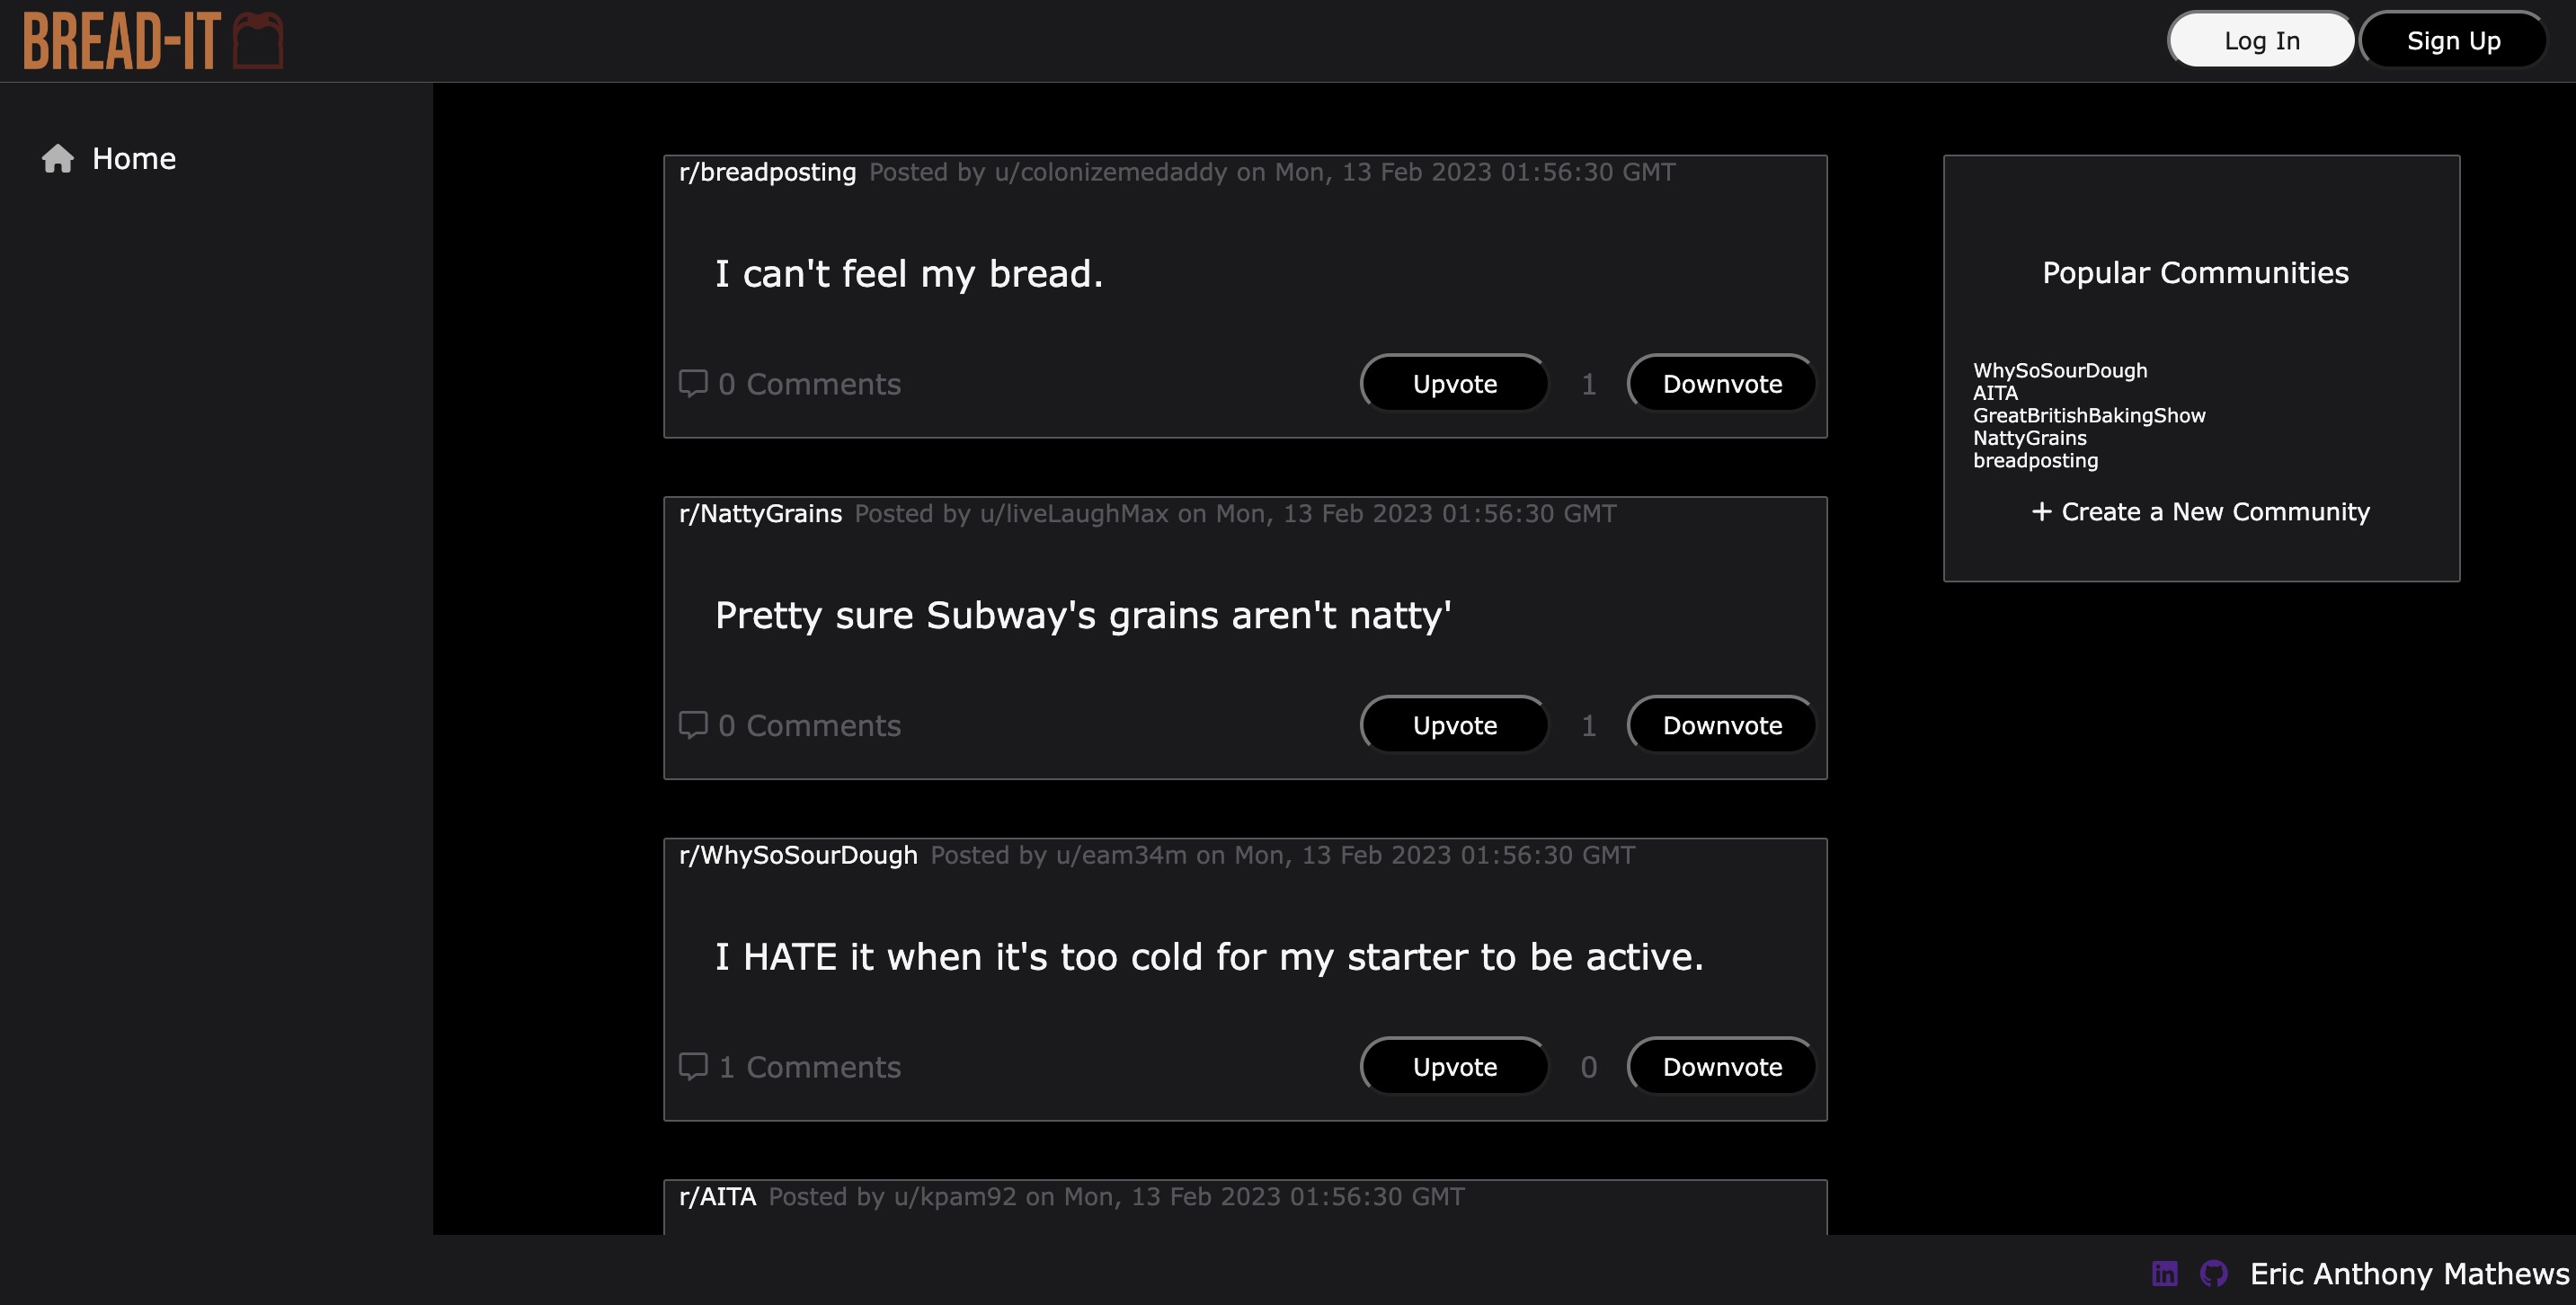 BREAD-IT
Log In
Sign Up
Home
r/breadposting Posted by u/colonizemedaddy on Mon, 13 Feb 2023 01:56:30 GMT
I can't feel my bread.
0 Comments
Upvote
1
Downvote
r/NattyGrains Posted by u/liveLaughMax on Mon, 13 Feb 2023 01:56:30 GMT
Pretty sure Subway's grains aren't natty'
0 Comments
Upvote
1
Downvote
r/WhySoSourDough Posted by u/eam34m on Mon, 13 Feb 2023 01:56:30 GMT
I HATE it when it's too cold for my starter to be active.
1 Comments
Upvote
0
Downvote
r/AITA Posted by u/kpam92 on Mon, 13 Feb 2023 01:56:30 GMT
Popular Communities
WhySoSourDough
AITA
GreatBritishBakingShow
NattyGrains
breadposting
+ Create a New Community
in
Eric Anthony Mathews